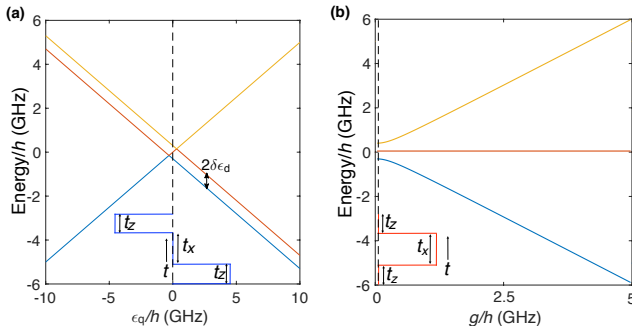 (a)
Energy/h (GHz)
6
4
2
0
-2
-4
-6
2δϵd
tz
tx
t
tz
-10
-5
0
5
10
ϵq/h (GHz)
(b)
Energy/h (GHz)
6
4
2
0
-2
-4
-6
tz
tx
t
tz
0
2.5
5
g/h (GHz)